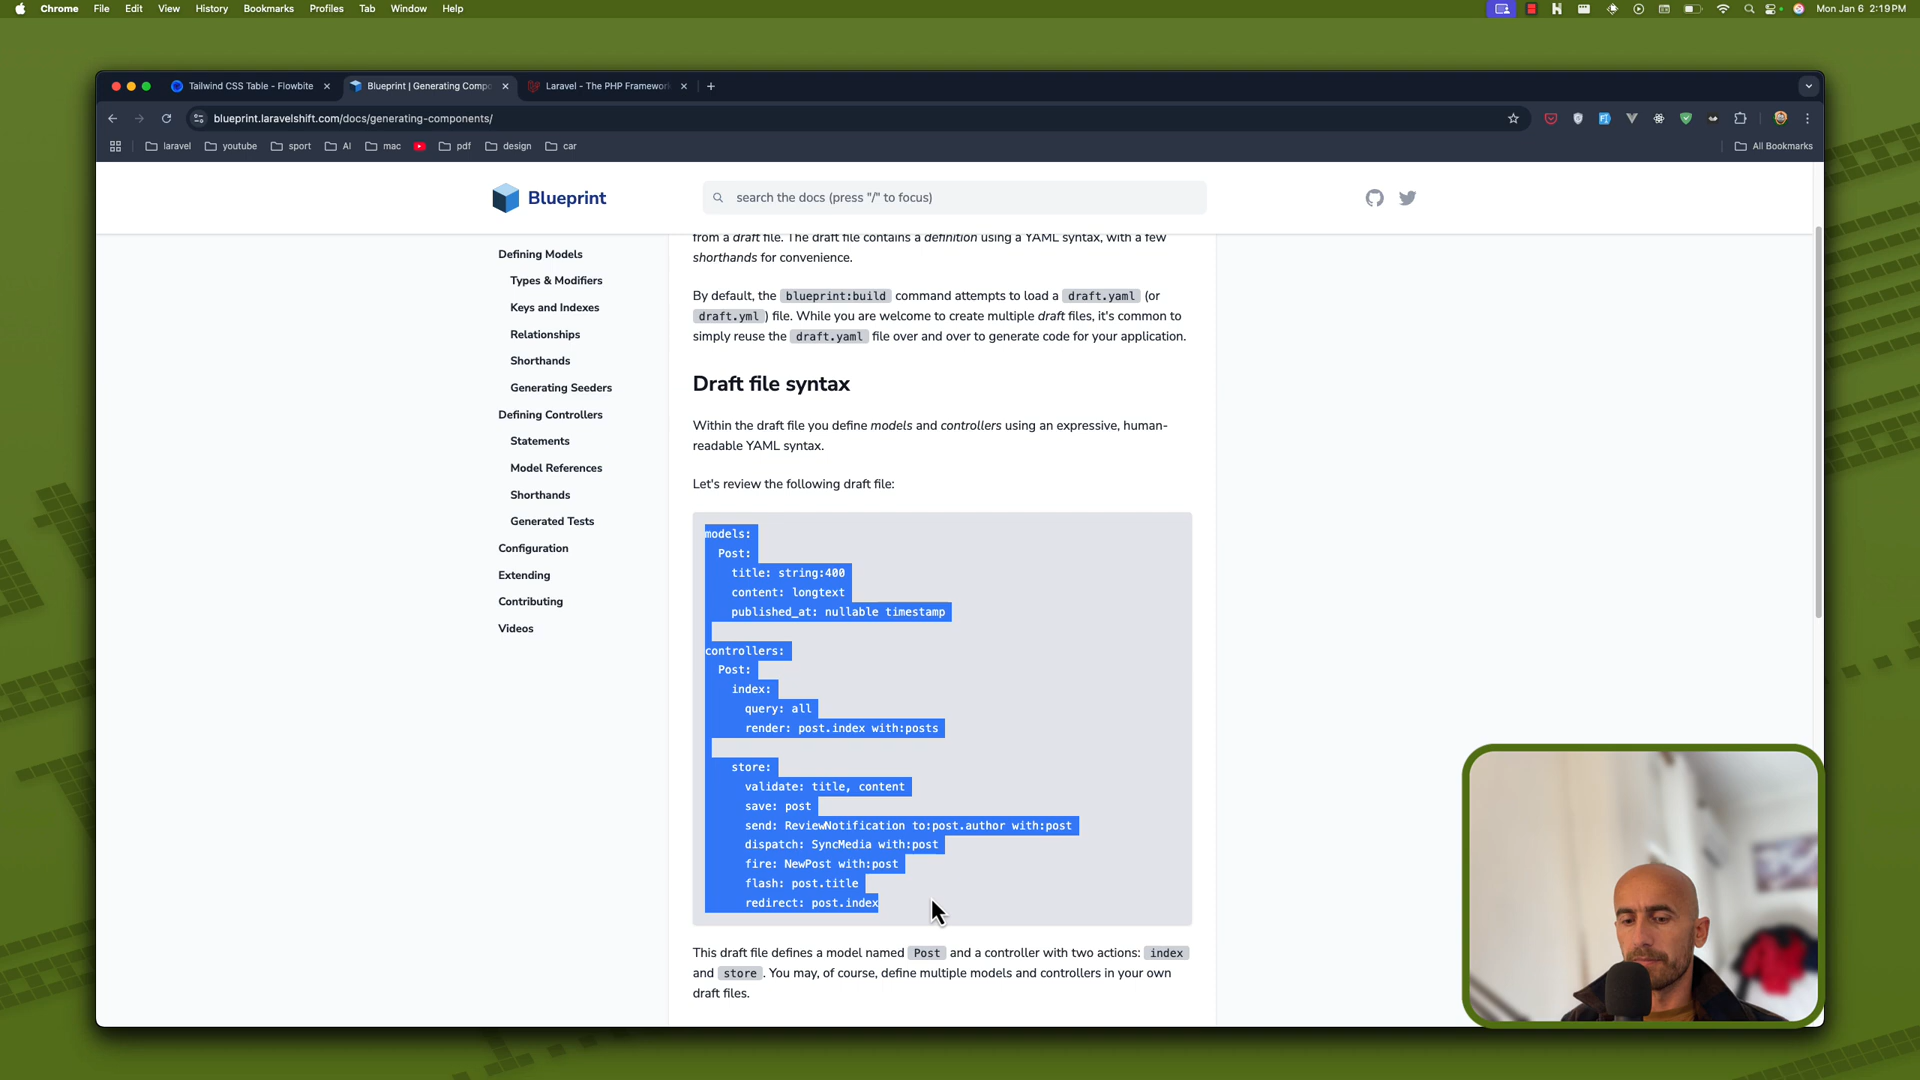 Chrome File Edit View History Bookmarks Profiles Tab Window Help
Mon Jan 6 2:19 PM
Tailwind CSS Table - Flowbite
Blueprint | Generating Compo
Laravel - The PHP Framework
blueprint.laravelshift.com/docs/generating-components/
laravel youtube sport AI mac pdf design car
All Bookmarks
Blueprint
search the docs (press "/" to focus)
Defining Models
Types & Modifiers
Keys and Indexes
Relationships
Shorthands
Generating Seeders
Defining Controllers
Statements
Model References
Shorthands
Generated Tests
Configuration
Extending
Contributing
Videos
from a draft file. The draft file contains a definition using a YAML syntax, with a few
shorthands for convenience.
By default, the blueprint:build command attempts to load a draft.yaml (or
draft.yml ) file. While you are welcome to create multiple draft files, it's common to
simply reuse the draft.yaml file over and over to generate code for your application.
Draft file syntax
Within the draft file you define models and controllers using an expressive, human-
readable YAML syntax.
Let's review the following draft file:
models:
Post:
title: string:400
content: longtext
published_at: nullable timestamp
controllers:
Post:
index:
query: all
render: post.index with:posts
store:
validate: title, content
save: post
send: ReviewNotification to:post.author with:post
dispatch: SyncMedia with:post
fire: NewPost with:post
flash: post.title
redirect: post.index
This draft file defines a model named Post and a controller with two actions: index
and store . You may, of course, define multiple models and controllers in your own
draft files.